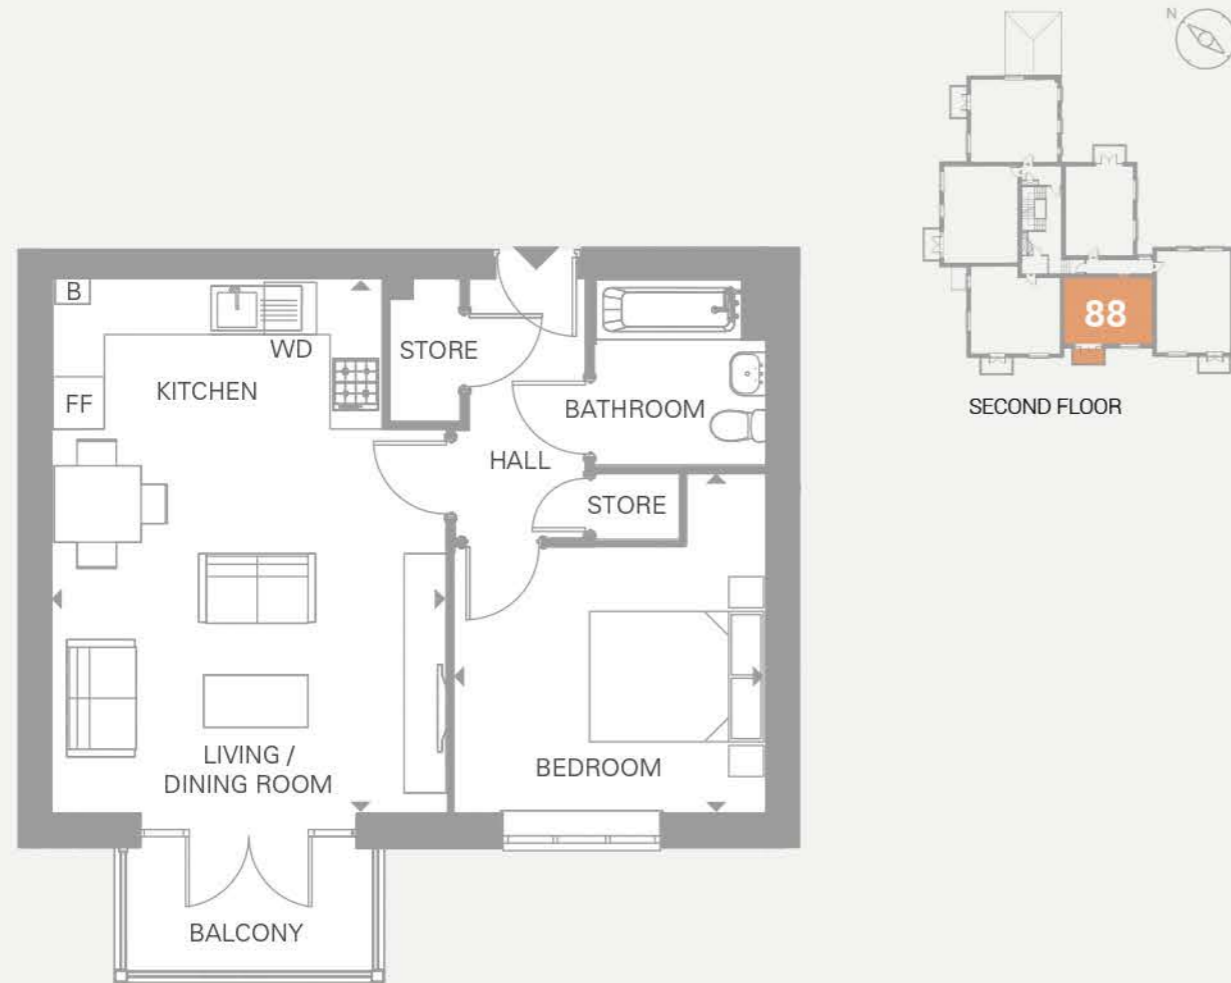 N
88
SECOND FLOOR
B
WD
STORE
KITCHEN
FF
BATHROOM
HALL
STORE
LIVING /
DINING ROOM
BEDROOM
BALCONY